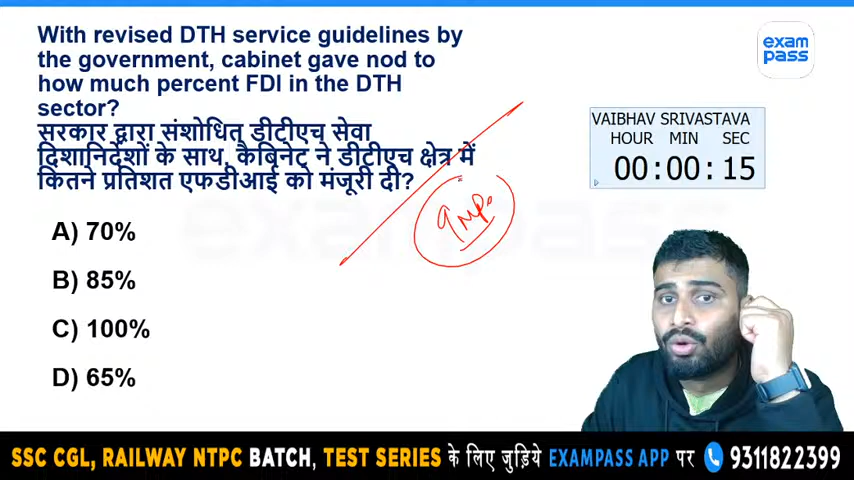 With revised DTH service guidelines by
the government, cabinet gave nod to
how much percent FDI in the DTH
sector?
सरकार द्वारा संशोधित डीटीएच सेवा
दिशानिर्देशों के साथ, कैबिनेट ने डीटीएच क्षेत्र में
कितने प्रतिशत एफडीआई को मंजूरी दी?
A) 70%
B) 85%
C) 100%
D) 65%
Imp.
exam
pass
VAIBHAV SRIVASTAVA
HOUR MIN SEC
00:00:15
exam pass
SSC CGL, RAILWAY NTPC BATCH, TEST SERIES के लिए जुड़िये EXAMPASS APP पर 9311822399